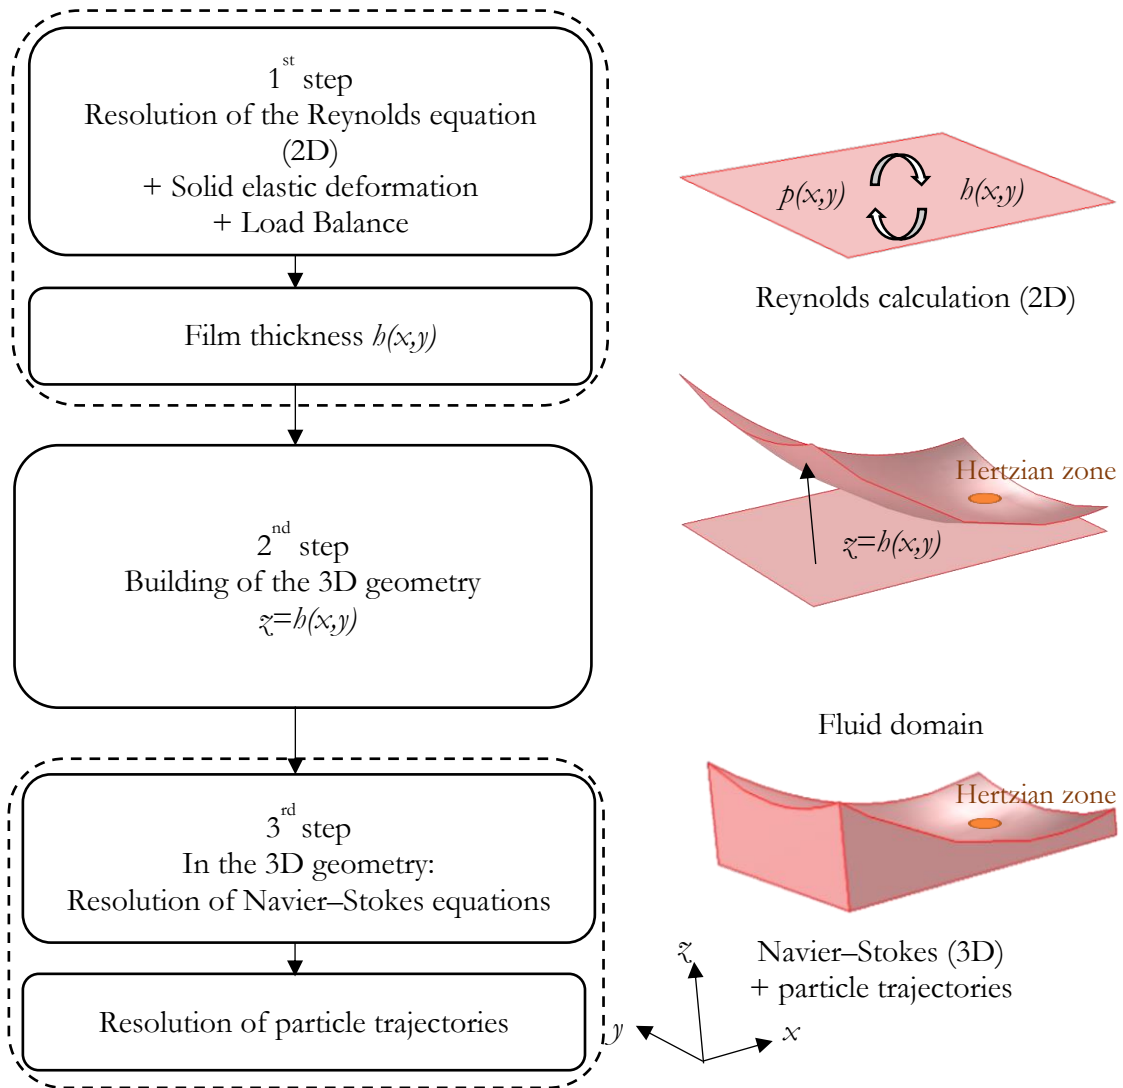 1st step
Resolution of the Reynolds equation
(2D)
+ Solid elastic deformation
+ Load Balance
Film thickness h(x,y)
2nd step
Building of the 3D geometry
z=h(x,y)
3rd step
In the 3D geometry:
Resolution of Navier–Stokes equations
Resolution of particle trajectories
p(x,y)
h(x,y)
Reynolds calculation (2D)
Hertzian zone
z=h(x,y)
Fluid domain
Hertzian zone
Navier–Stokes (3D)
+ particle trajectories
z
y
x